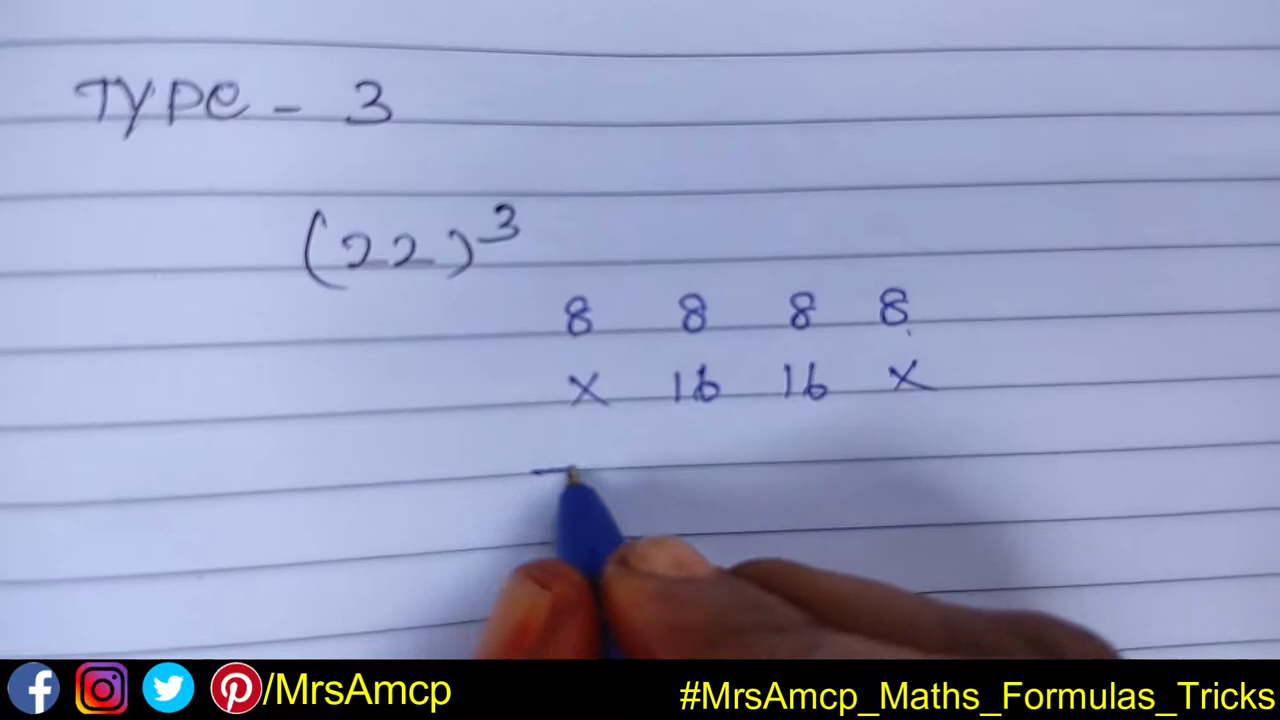 TYPE - 3
(22)³
8 8 8 8
× 16 16 ×
/MrsAmcp
#MrsAmcp_Maths_Formulas_Tricks